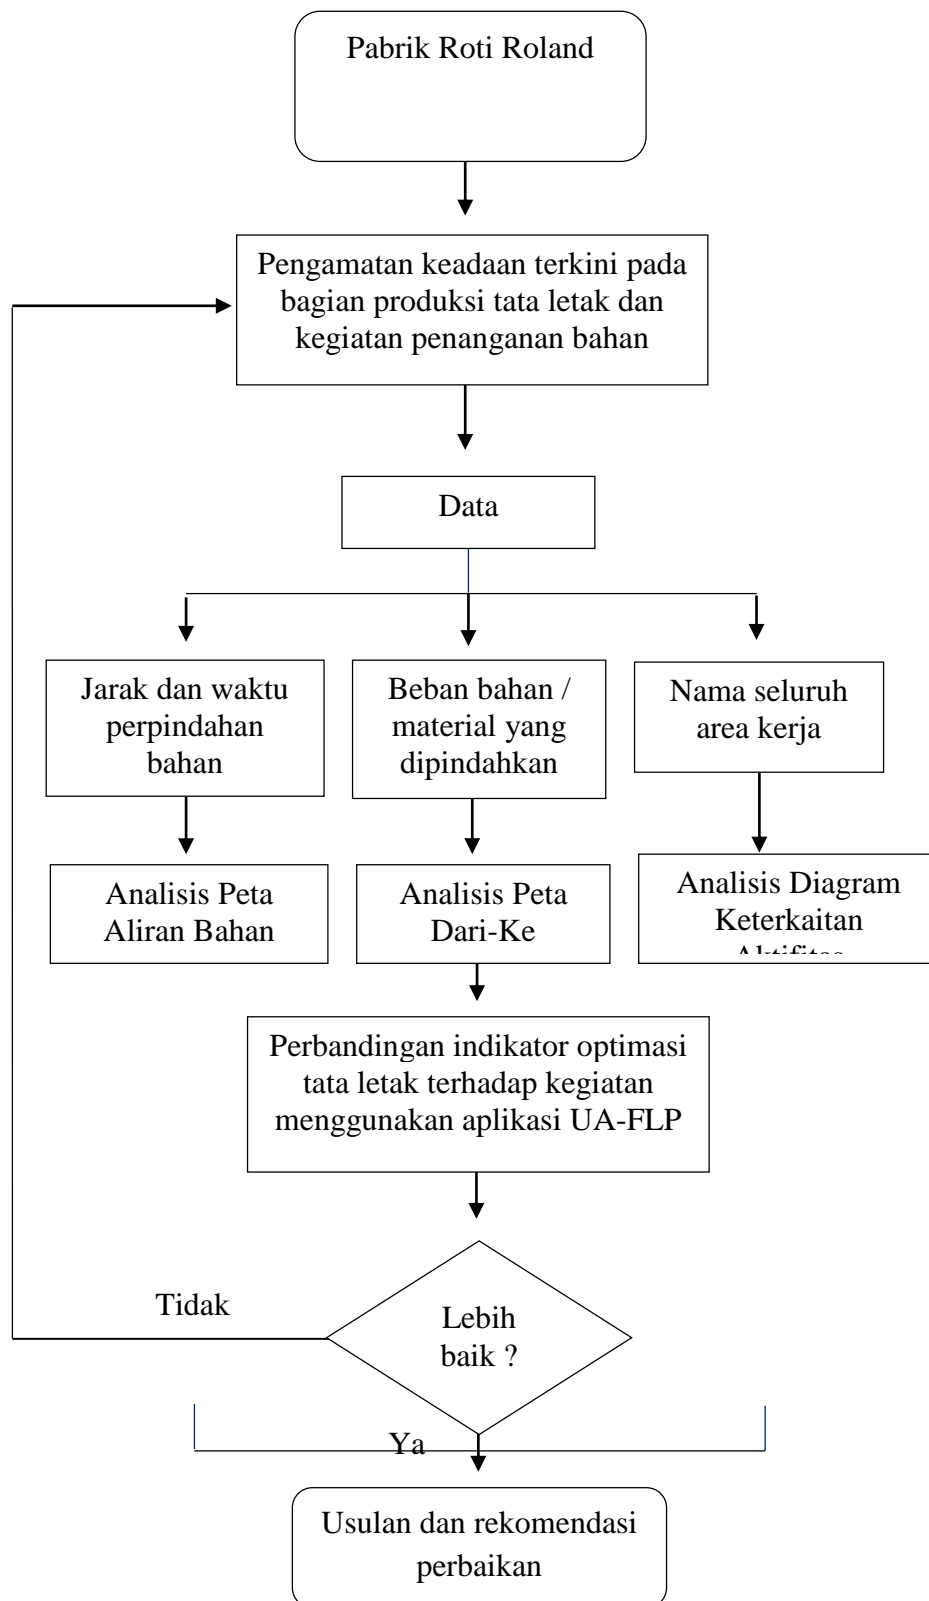 Pabrik Roti Roland
Pengamatan keadaan terkini pada
bagian produksi tata letak dan
kegiatan penanganan bahan
Data
Jarak dan waktu
perpindahan
bahan
Beban bahan /
material yang
dipindahkan
Nama seluruh
area kerja
Analisis Peta
Aliran Bahan
Analisis Peta
Dari-Ke
Analisis Diagram
Keterkaitan
Perbandingan indikator optimasi
tata letak terhadap kegiatan
menggunakan aplikasi UA-FLP
Tidak
Lebih
baik ?
Ya
Usulan dan rekomendasi
perbaikan